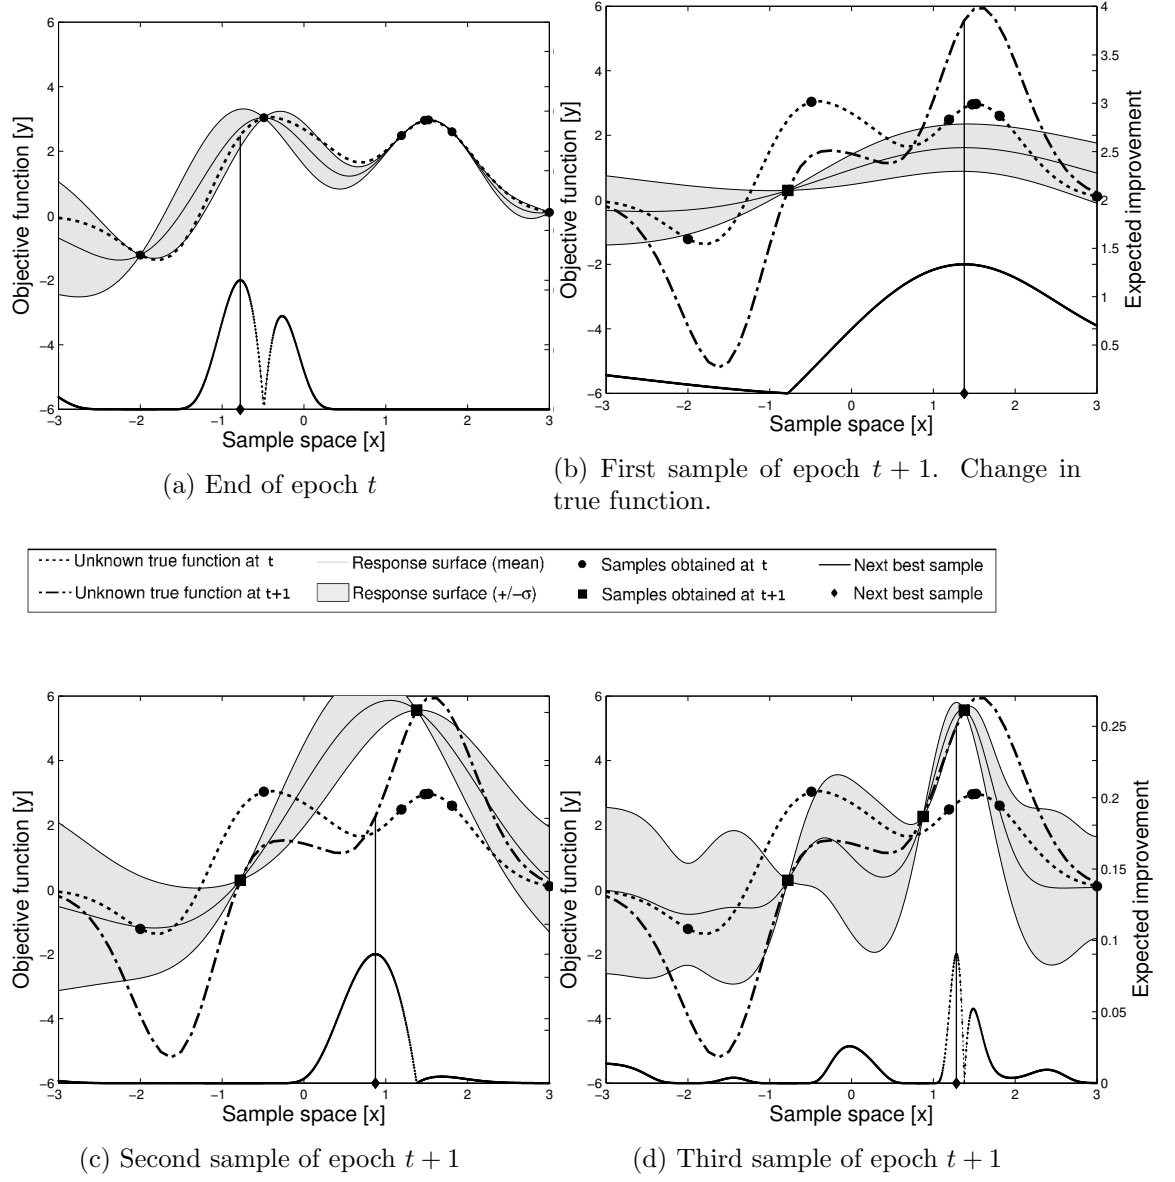 6
4
2
0
−2
−4
−6
−3 −2 −1 0 1 2 3
Objective function [y]
Sample space [x]
(a) End of epoch t
6
4
2
0
−2
−4
−6
−3 −2 −1 0 1 2 3
4
3.5
3
2.5
2
1.5
1
0.5
Objective function [y]
Expected improvement
Sample space [x]
(b) First sample of epoch t + 1. Change in
true function.
Unknown true function at t
Response surface (mean)
Samples obtained at t
Next best sample
Unknown true function at t+1
Response surface (+/−σ)
Samples obtained at t+1
Next best sample
6
4
2
0
−2
−4
−6
−3 −2 −1 0 1 2 3
Objective function [y]
Sample space [x]
(c) Second sample of epoch t + 1
6
4
2
0
−2
−4
−6
−3 −2 −1 0 1 2 3
0.25
0.2
0.15
0.1
0.05
0
Objective function [y]
Expected improvement
Sample space [x]
(d) Third sample of epoch t + 1